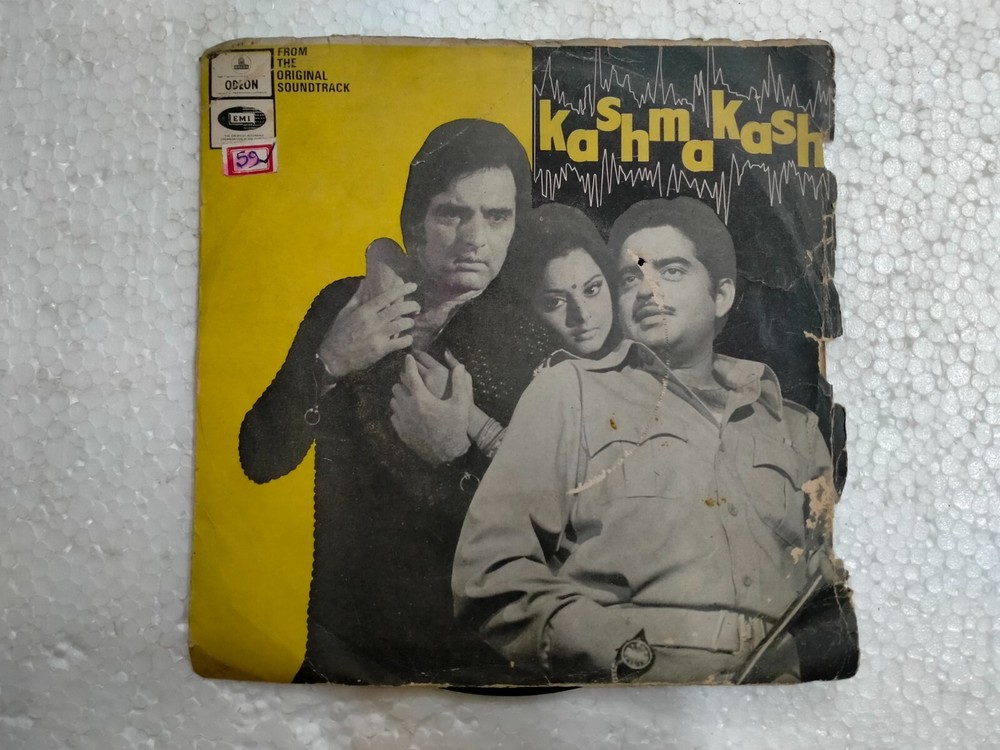 FROM
THE
ORIGINAL
SOUNDTRACK
ODEON
EMI
59
kashmakash